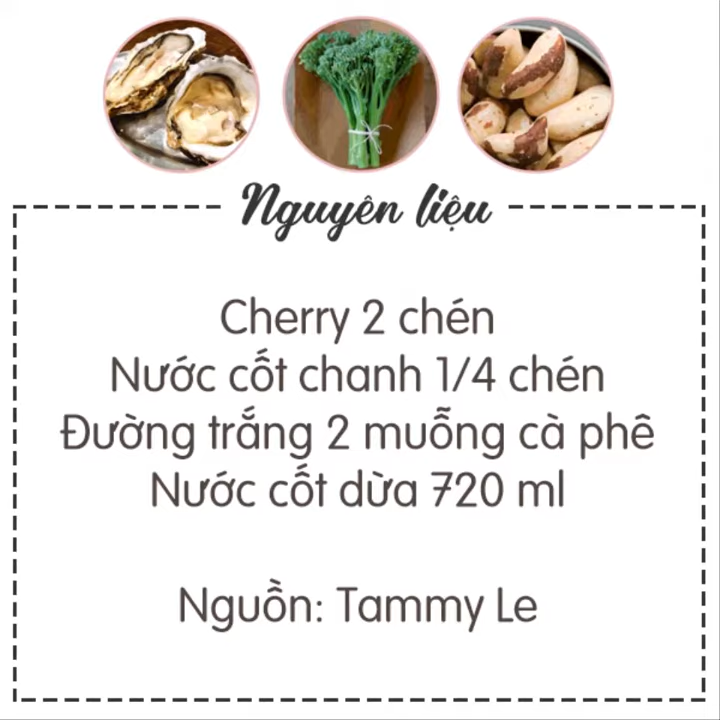 Nguyên liệu
Cherry 2 chén
Nước cốt chanh 1/4 chén
Đường trắng 2 muỗng cà phê
Nước cốt dừa 720 ml
Nguồn: Tammy Le